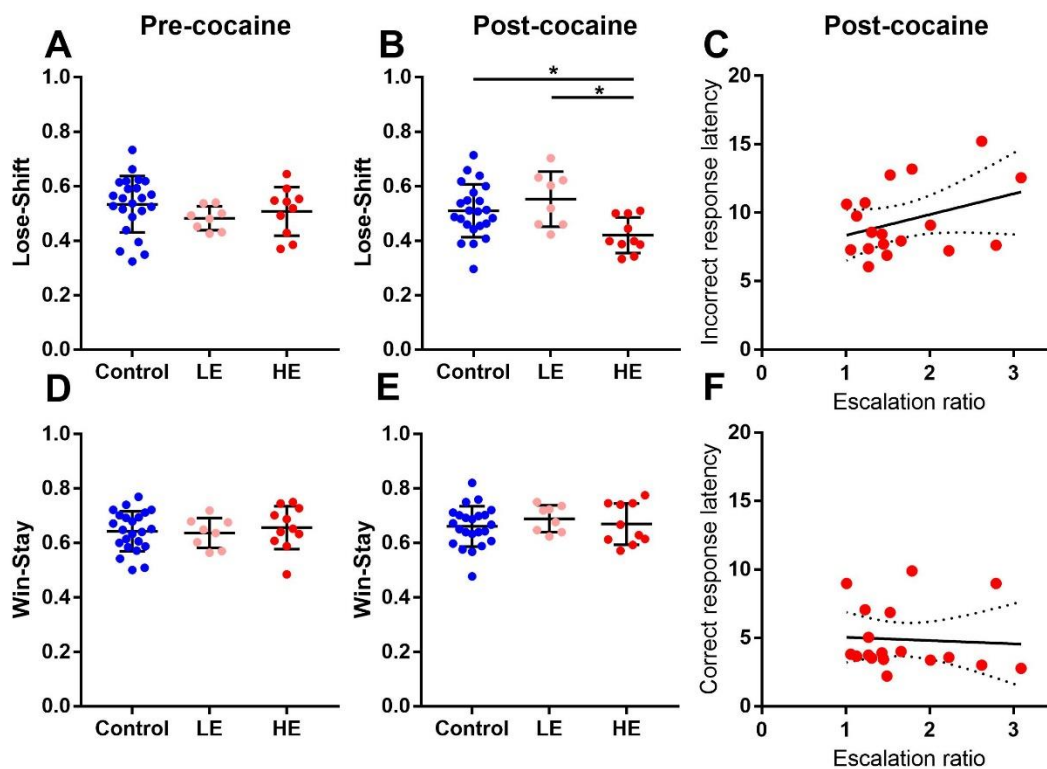 A Pre-cocaine
B Post-cocaine
C Post-cocaine
Lose-Shift
1.0
0.8
0.6
0.4
0.2
0.0
Control LE HE
Lose-Shift
1.0
0.8
0.6
0.4
0.2
0.0
* 
*
Control LE HE
Incorrect response latency
20
15
10
5
0
0 1 2 3
Escalation ratio
D
Win-Stay
1.0
0.8
0.6
0.4
0.2
0.0
Control LE HE
E
Win-Stay
1.0
0.8
0.6
0.4
0.2
0.0
Control LE HE
F
Correct response latency
20
15
10
5
0
0 1 2 3
Escalation ratio